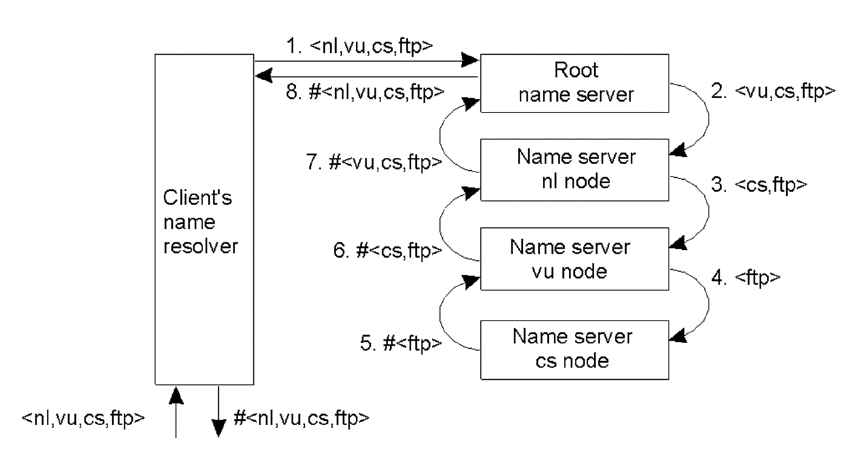 1. <nl,vu,cs,ftp>
Root
name server
8. #<nl,vu,cs,ftp>
2. <vu,cs,ftp>
Name server
nl node
7. #<vu,cs,ftp>
3. <cs,ftp>
Client's
name
resolver
Name server
vu node
6. #<cs,ftp>
4. <ftp>
Name server
cs node
5. #<ftp>
<nl,vu,cs,ftp>
#<nl,vu,cs,ftp>